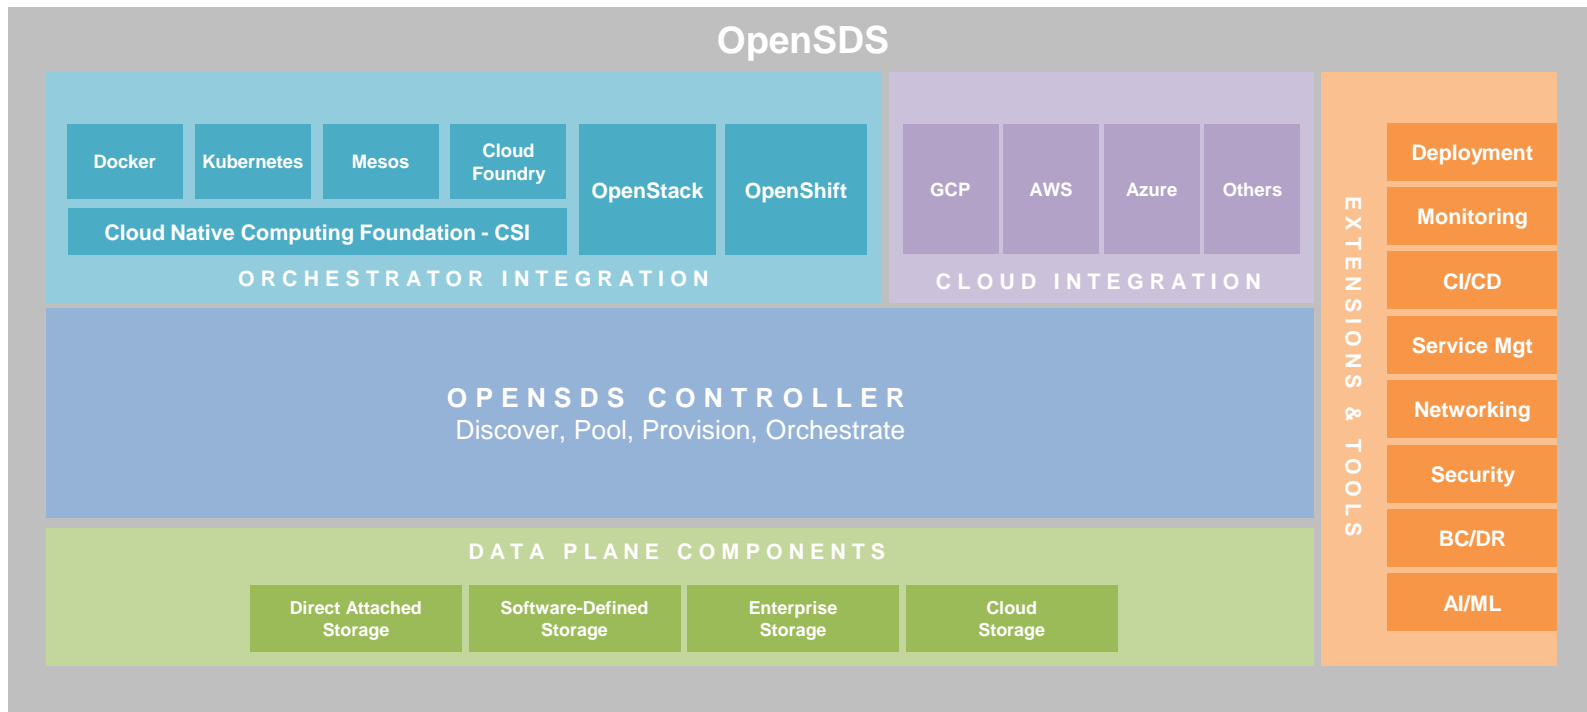 OpenSDS
Docker
Kubernetes
Mesos
Cloud
Foundry
OpenStack
OpenShift
Cloud Native Computing Foundation - CSI
ORCHESTRATOR INTEGRATION
GCP
AWS
Azure
Others
CLOUD INTEGRATION
OPENSDS CONTROLLER
Discover, Pool, Provision, Orchestrate
DATA PLANE COMPONENTS
Direct Attached
Storage
Software-Defined
Storage
Enterprise
Storage
Cloud
Storage
EXTENSIONS & TOOLS
Deployment
Monitoring
CI/CD
Service Mgt
Networking
Security
BC/DR
AI/ML